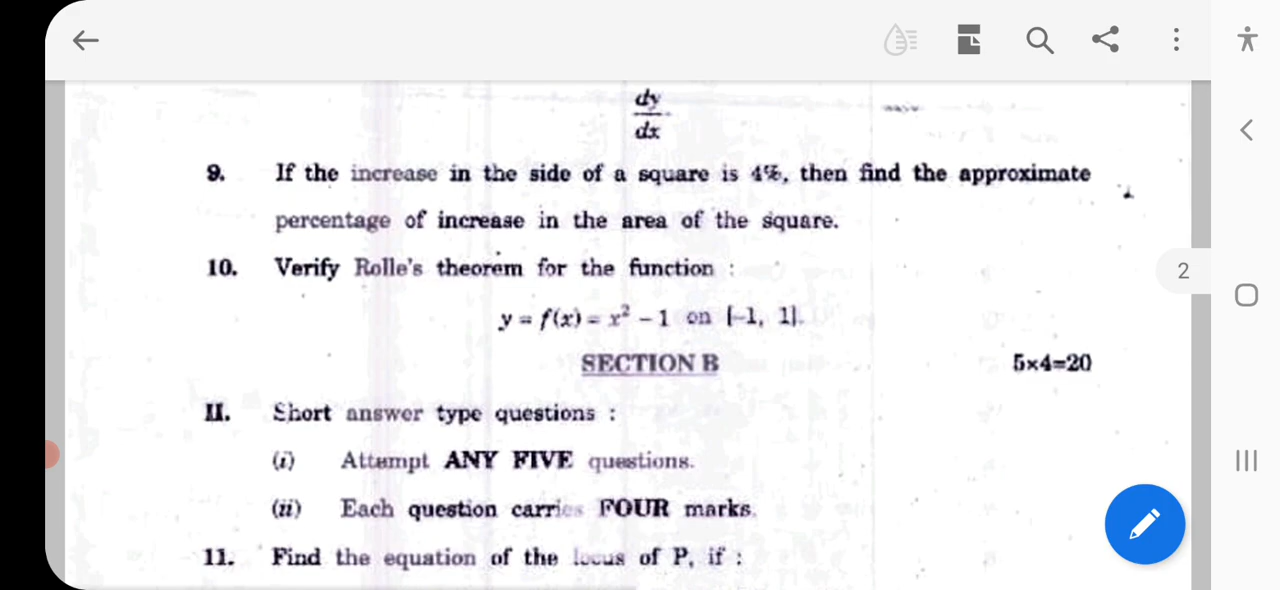 dy
dx
9. If the increase in the side of a square is 4%, then find the approximate
percentage of increase in the area of the square.
10. Verify Rolle's theorem for the function :
y = f(x) = x² – 1 on [–1, 1].
2
SECTION B 5×4=20
II. Short answer type questions :
(i) Attempt ANY FIVE questions.
(ii) Each question carries FOUR marks.
11. Find the equation of the locus of P, if :